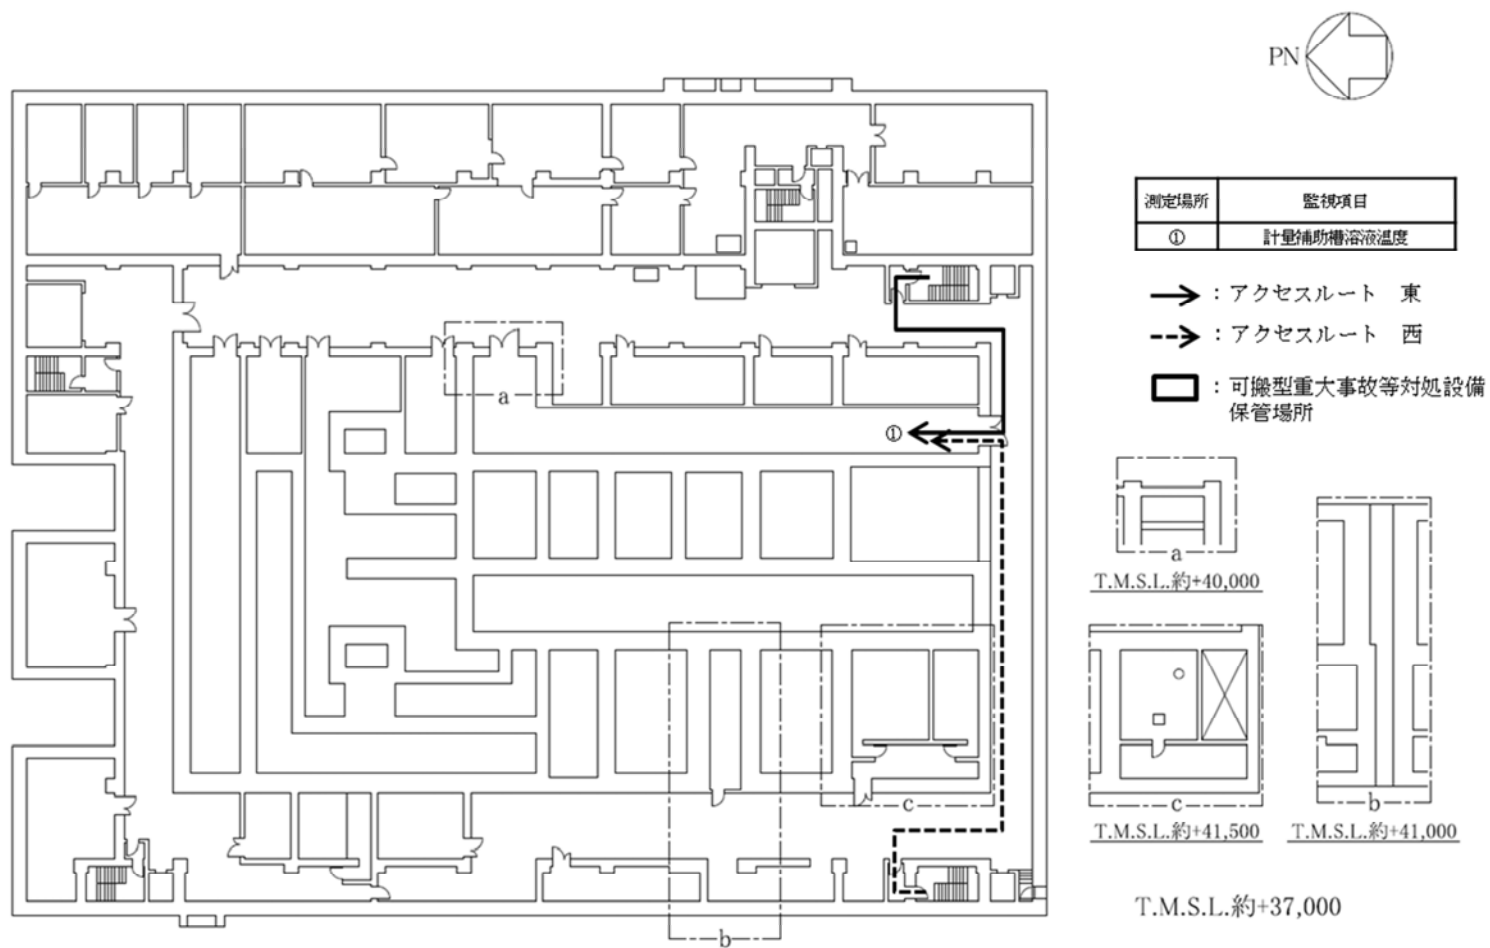 PN
測定場所 監視項目
① 計量補助槽溶液温度
：アクセスルート 東
：アクセスルート 西
：可搬型重大事故等対処設備
保管場所
a
①
a
T.M.S.L.約+40,000
c
T.M.S.L.約+41,500
b
T.M.S.L.約+41,000
c
b
T.M.S.L.約+37,000